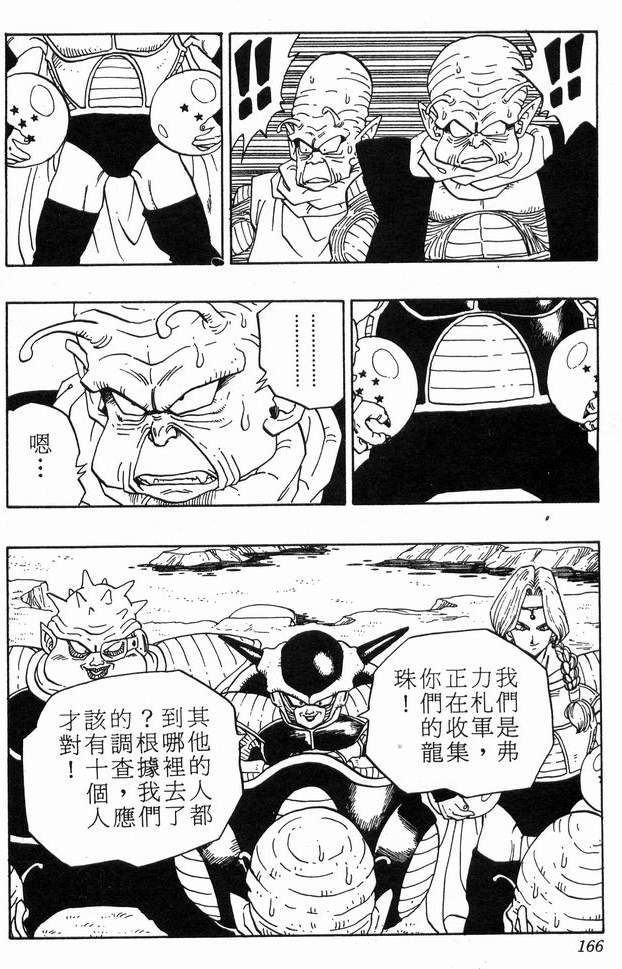 !!
!!
⋯⋯⋯
嗯⋯
我們是弗
力札軍，
正在收集
你們的龍
珠！
其他的人都
到哪裡去了
？根據我們
的調查，應
該有十個人
才對！
166